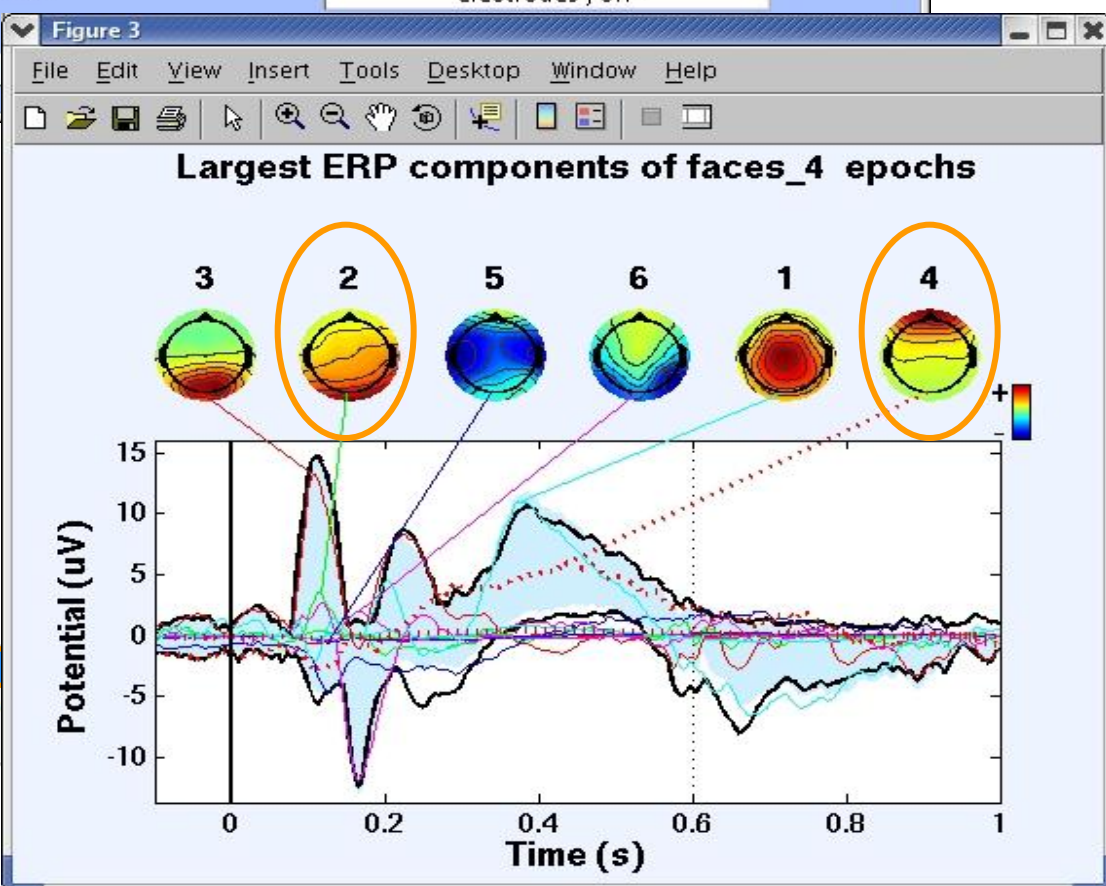 Figure 3
File Edit View Insert Tools Desktop Window Help
Largest ERP components of faces_4 epochs
3 2 5 6 1 4
+
-
15
10
5
0
-5
-10
Potential (uV)
0 0.2 0.4 0.6 0.8 1
Time (s)